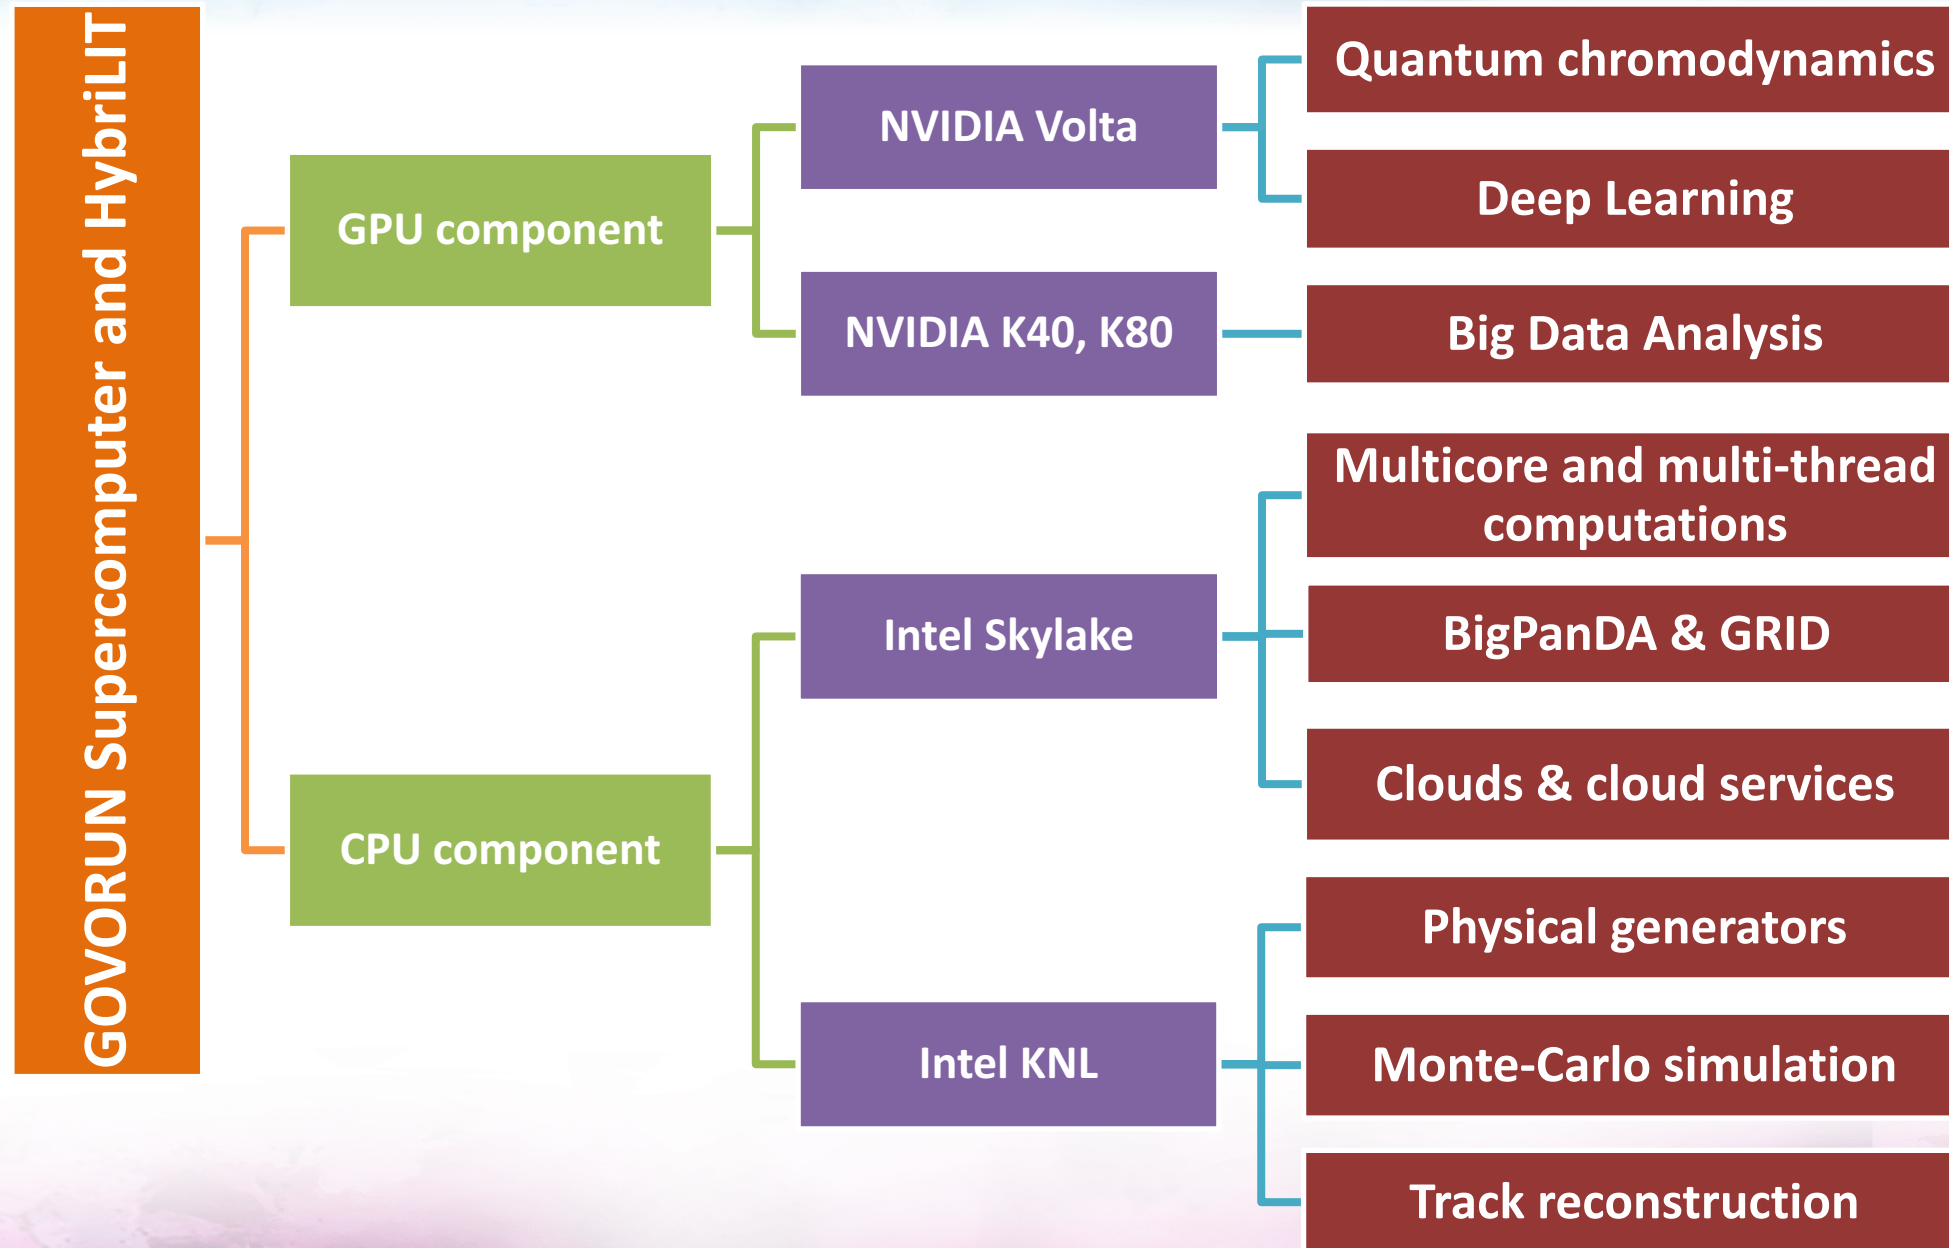 GOVORUN Supercomputer and HybriLIT
GPU component
NVIDIA Volta
Quantum chromodynamics
Deep Learning
NVIDIA K40, K80
Big Data Analysis
CPU component
Intel Skylake
Multicore and multi-thread
computations
BigPanDA & GRID
Clouds & cloud services
Intel KNL
Physical generators
Monte-Carlo simulation
Track reconstruction